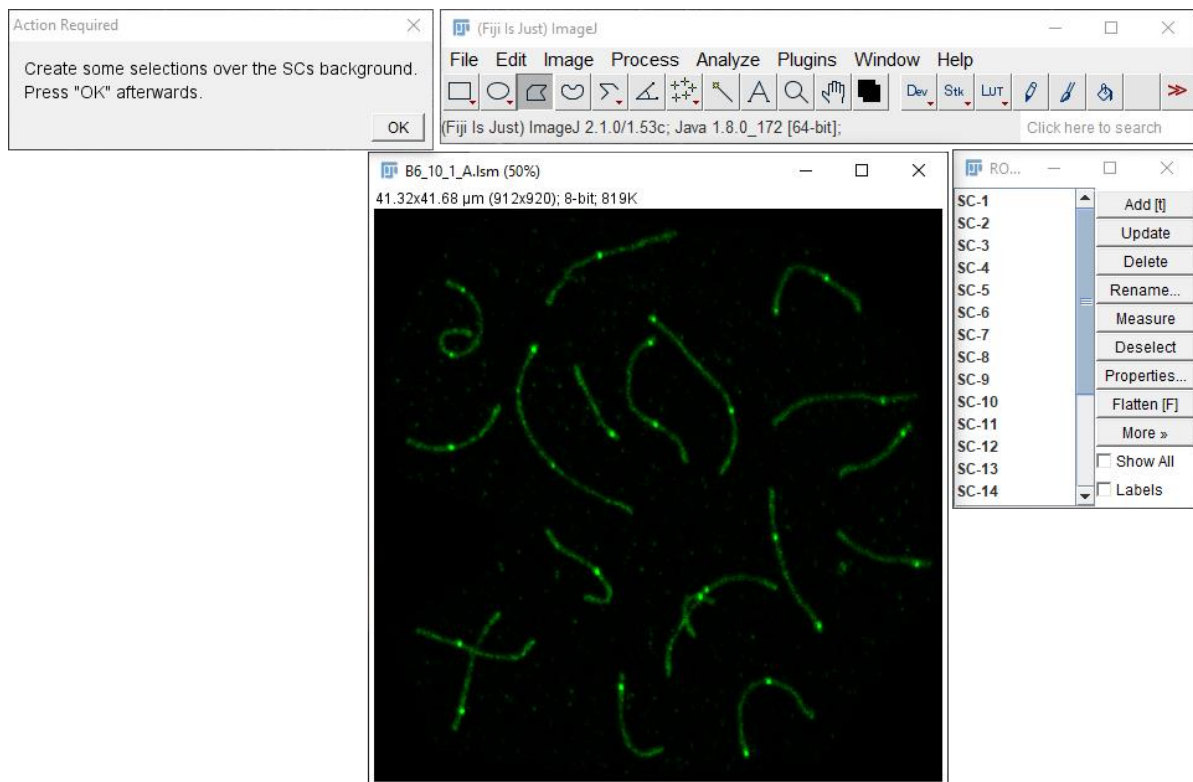 Action Required
Create some selections over the SCs background.
Press "OK" afterwards.
OK
(Fiji Is Just) ImageJ
File Edit Image Process Analyze Plugins Window Help
Dev Stk LUT
(Fiji Is Just) ImageJ 2.1.0/1.53c; Java 1.8.0_172 [64-bit];
Click here to search
B6_10_1_A.lsm (50%)
41.32x41.68 µm (912x920); 8-bit; 819K
RO...
SC-1
SC-2
SC-3
SC-4
SC-5
SC-6
SC-7
SC-8
SC-9
SC-10
SC-11
SC-12
SC-13
SC-14
Add [t]
Update
Delete
Rename...
Measure
Deselect
Properties...
Flatten [F]
More »
Show All
Labels